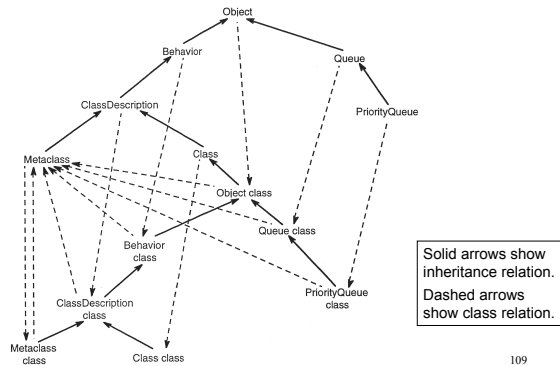 Object
Behavior
Queue
ClassDescription
PriorityQueue
Metaclass
Class
Object class
Queue class
Behavior
class
Solid arrows show
inheritance relation.
Dashed arrows
show class relation.
PriorityQueue
class
ClassDescription
class
Metaclass
class
Class class
109